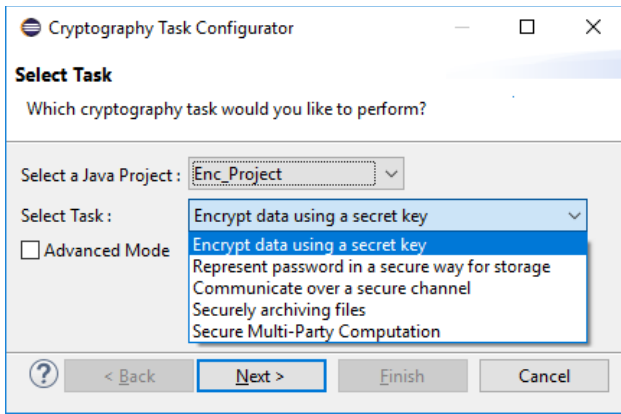 Cryptography Task Configurator
Select Task
Which cryptography task would you like to perform?
Select a Java Project : Enc_Project
Select Task : Encrypt data using a secret key
Advanced Mode
Encrypt data using a secret key
Represent password in a secure way for storage
Communicate over a secure channel
Securely archiving files
Secure Multi-Party Computation
? < Back Next > Finish Cancel